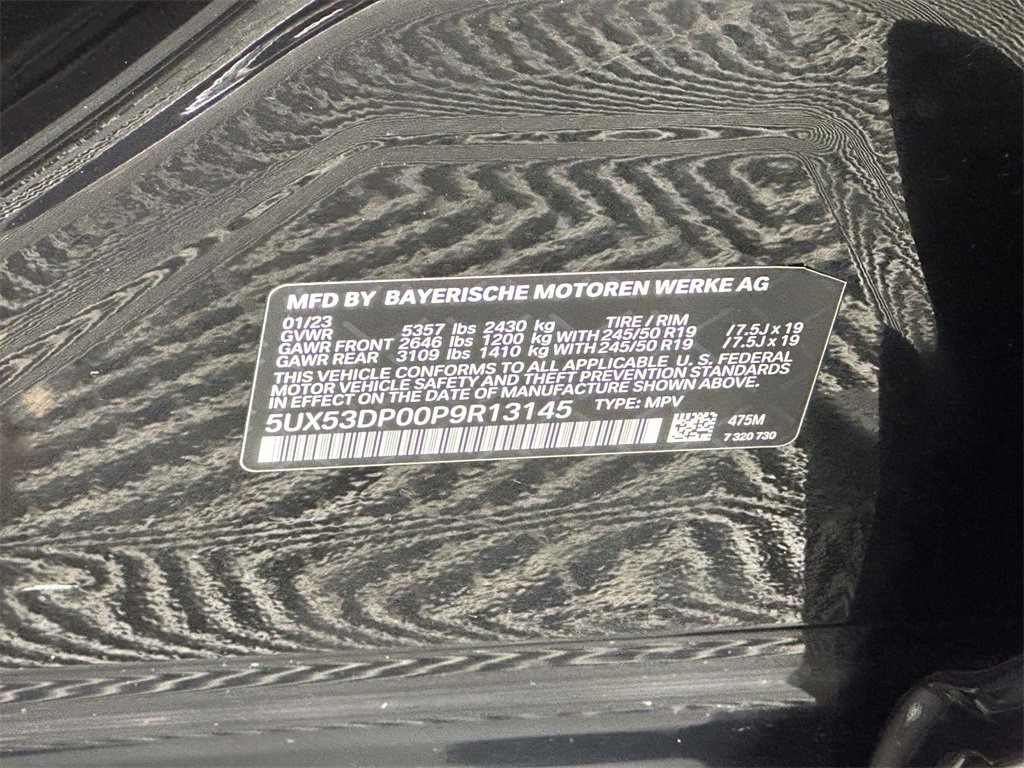 MFD BY BAYERISCHE MOTOREN WERKE AG
01/23 TIRE / RIM
GVWR 5357 lbs 2430 kg
GAWR FRONT 2646 lbs 1200 kg WITH 245/50 R19 / 7.5J x 19
GAWR REAR 3109 lbs 1410 kg WITH 245/50 R19 / 7.5J x 19
THIS VEHICLE CONFORMS TO ALL APPLICABLE U. S. FEDERAL
MOTOR VEHICLE SAFETY AND THEFT PREVENTION STANDARDS
IN EFFECT ON THE DATE OF MANUFACTURE SHOWN ABOVE.
5UX53DP00P9R13145 TYPE: MPV
475M
7 320 730